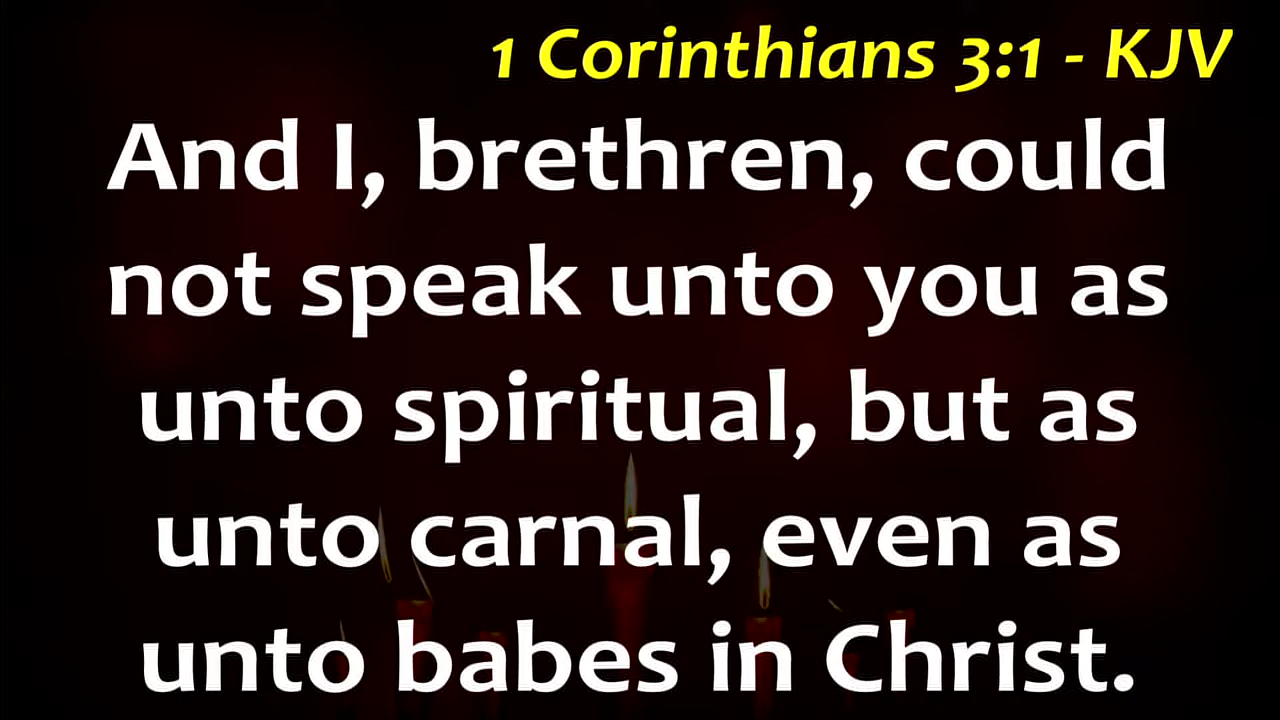 1 Corinthians 3:1 - KJV
And I, brethren, could
not speak unto you as
unto spiritual, but as
unto carnal, even as
unto babes in Christ.